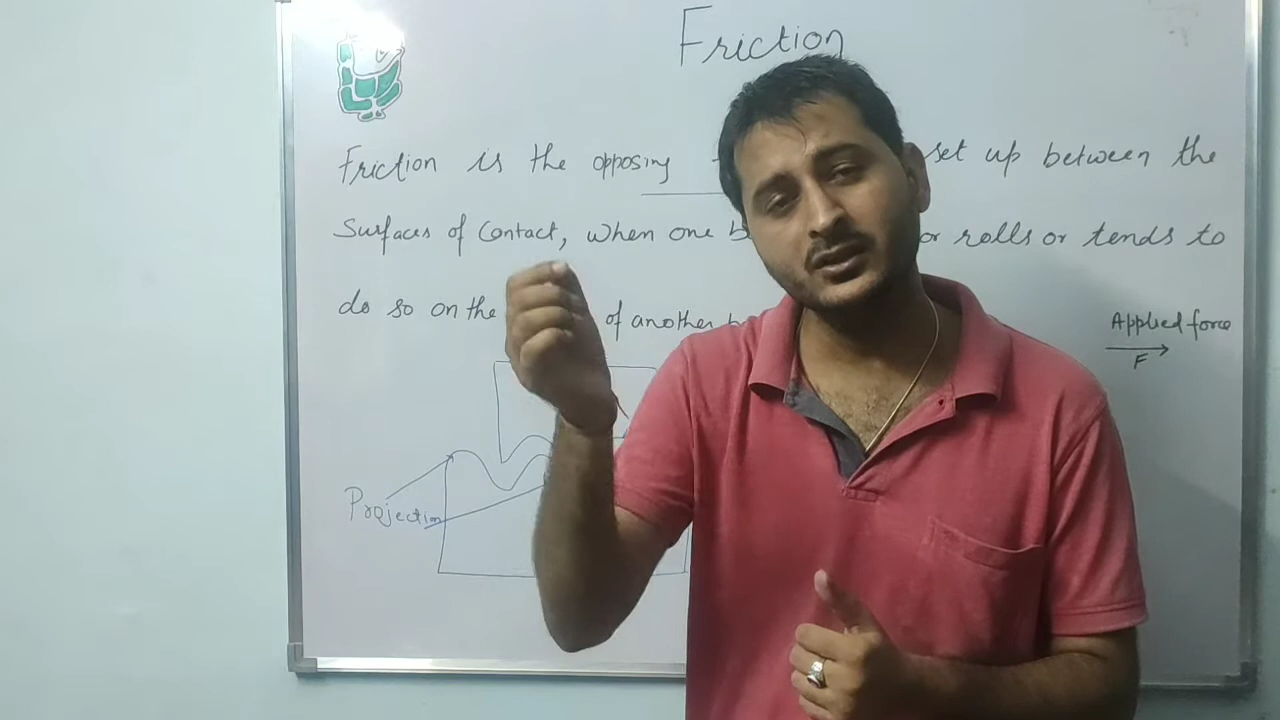 Friction
Friction is the opposing set up between the
Surfaces of Contact, when one or rolls or tends to
do so on the of another
Applied force
F
Projection